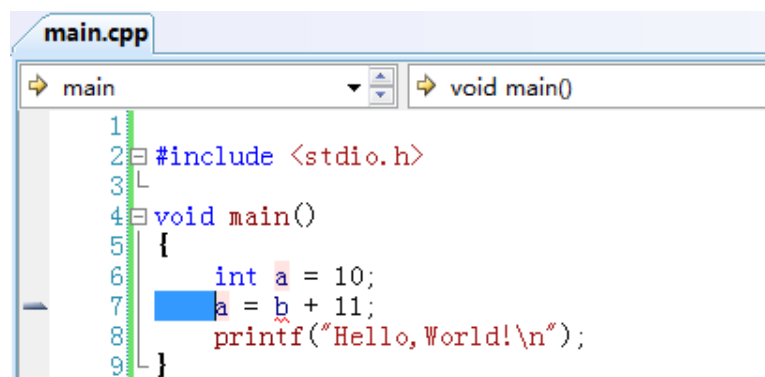 main.cpp
main void main()
1
2 #include <stdio.h>
3
4 void main()
5 {
6 int a = 10;
7 a = b + 11;
8 printf("Hello,World!\n");
9 }